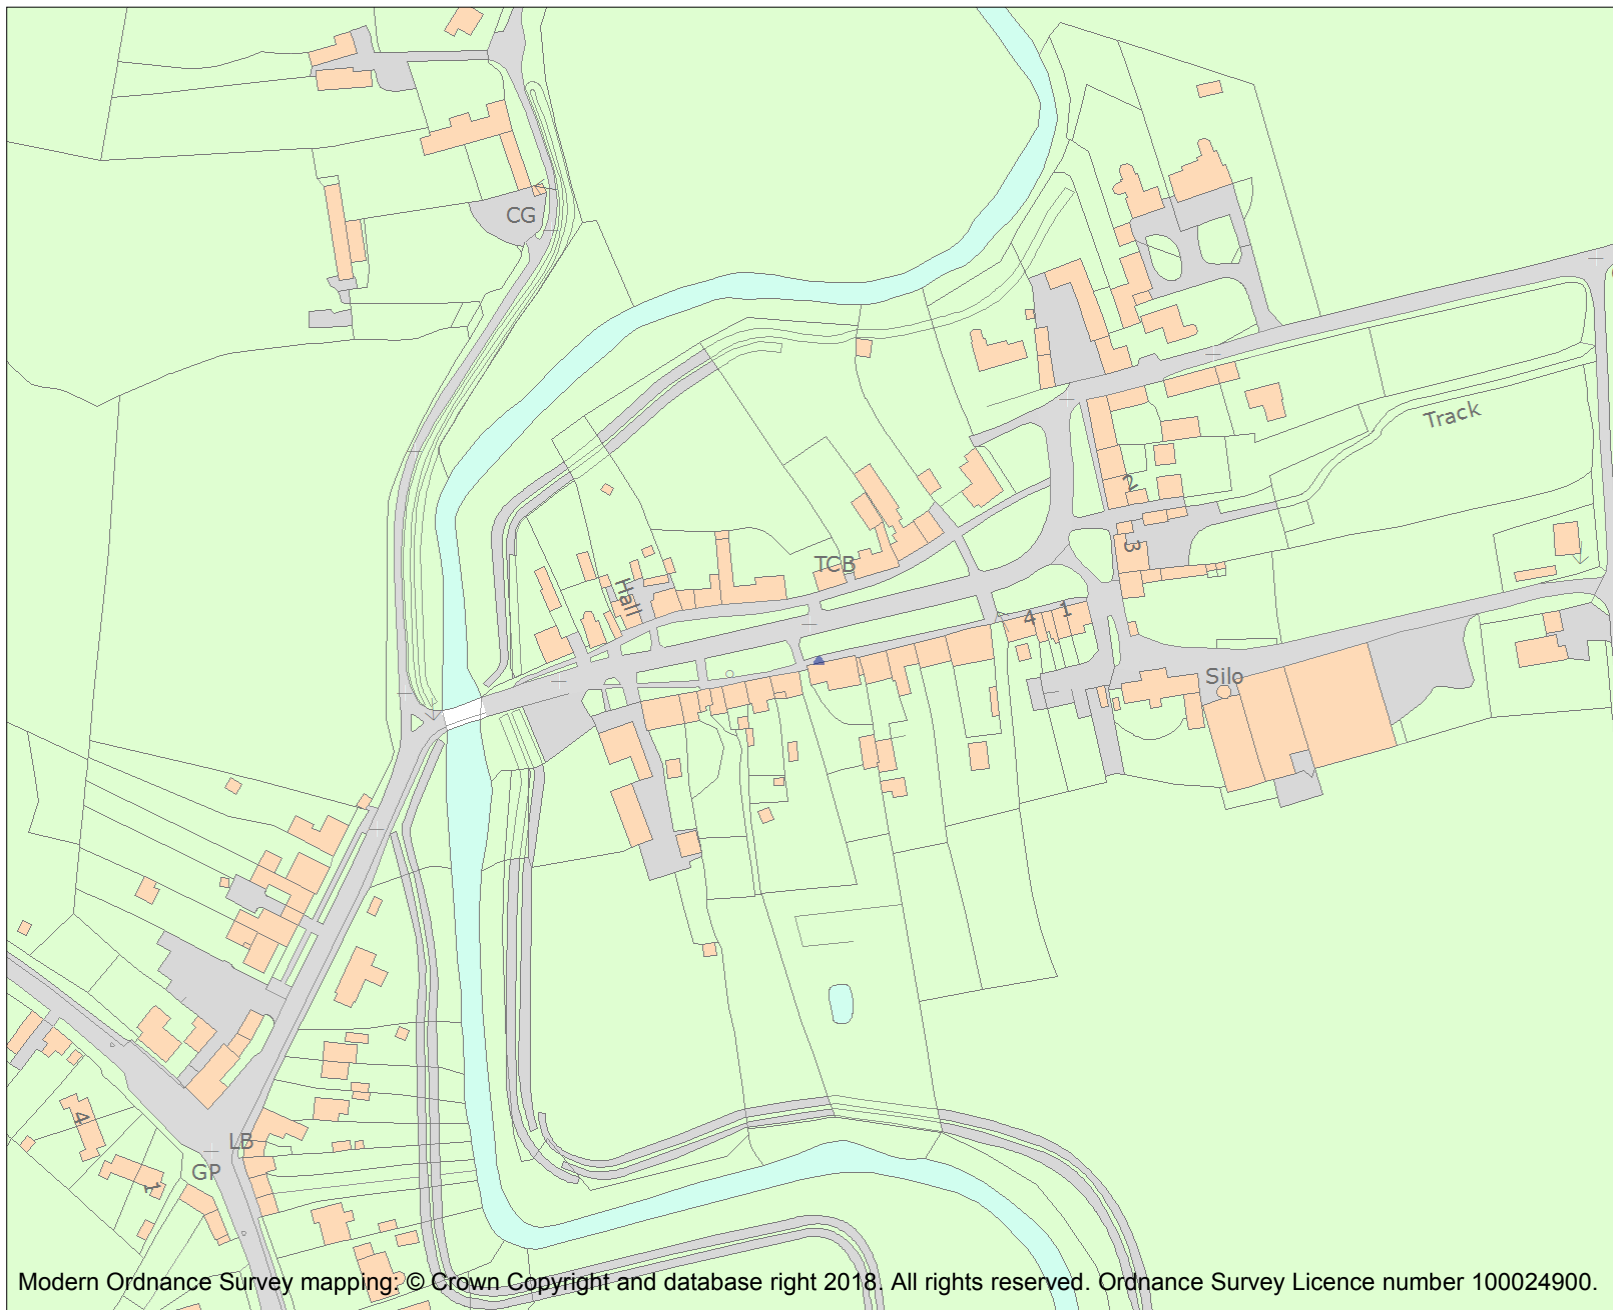 CG
Track
2
3
TCB
Hall
4
1
Silo
4
LB
GP
1
Modern Ordnance Survey mapping: © Crown Copyright and database right 2018. All rights reserved. Ordnance Survey Licence number 100024900.